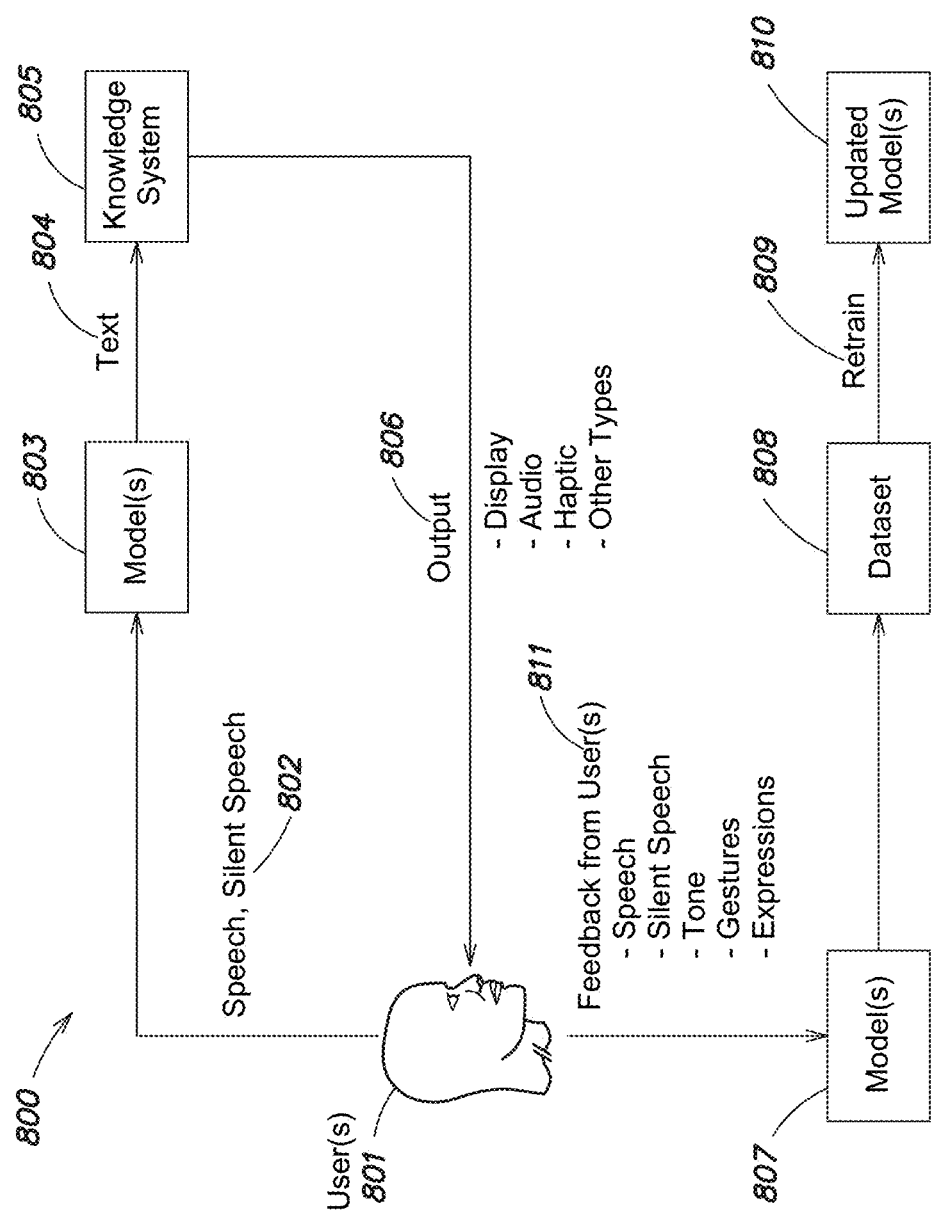 800
User(s)
801
Speech, Silent Speech
802
Model(s)
803
Text
804
Knowledge
System
805
Output
806
- Display
- Audio
- Haptic
- Other Types
Feedback from User(s)
811
- Speech
- Silent Speech
- Tone
- Gestures
- Expressions
Model(s)
807
Dataset
808
Retrain
809
Updated
Model(s)
810